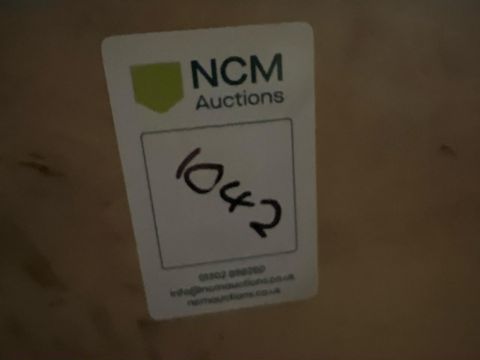 NCM
Auctions
1042
info@ncmauctions.co.uk
ncmauctions.co.uk